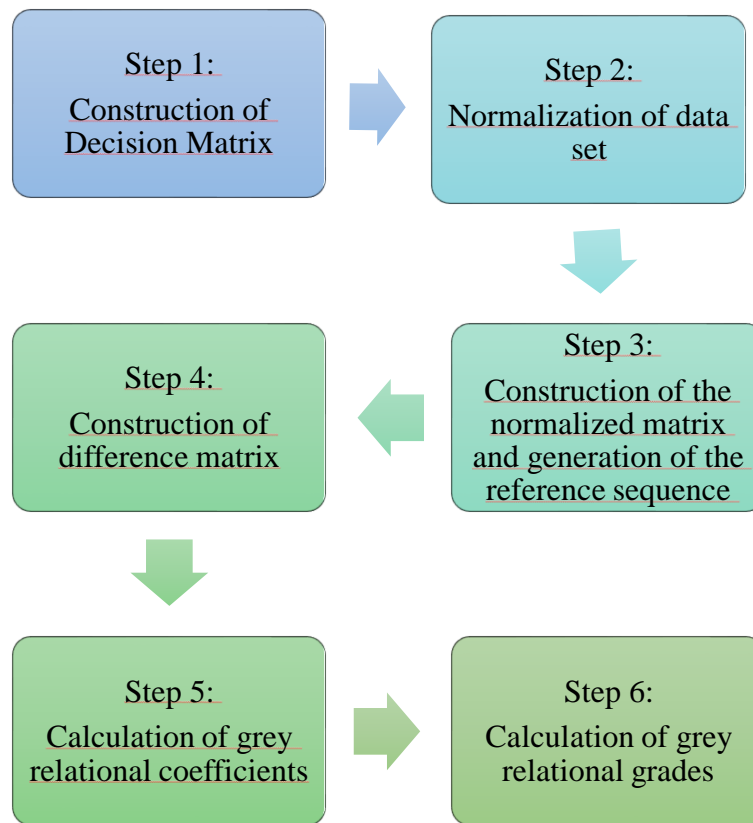 Step 1:
Construction of
Decision Matrix
Step 2:
Normalization of data
set
Step 3:
Construction of the
normalized matrix
and generation of the
reference sequence
Step 4:
Construction of
difference matrix
Step 5:
Calculation of grey
relational coefficients
Step 6:
Calculation of grey
relational grades